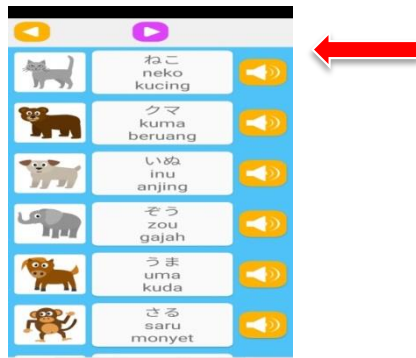 ねこ
neko
kucing
クマ
kuma
beruang
いぬ
inu
anjing
ぞう
zou
gajah
うま
uma
kuda
さる
saru
monyet